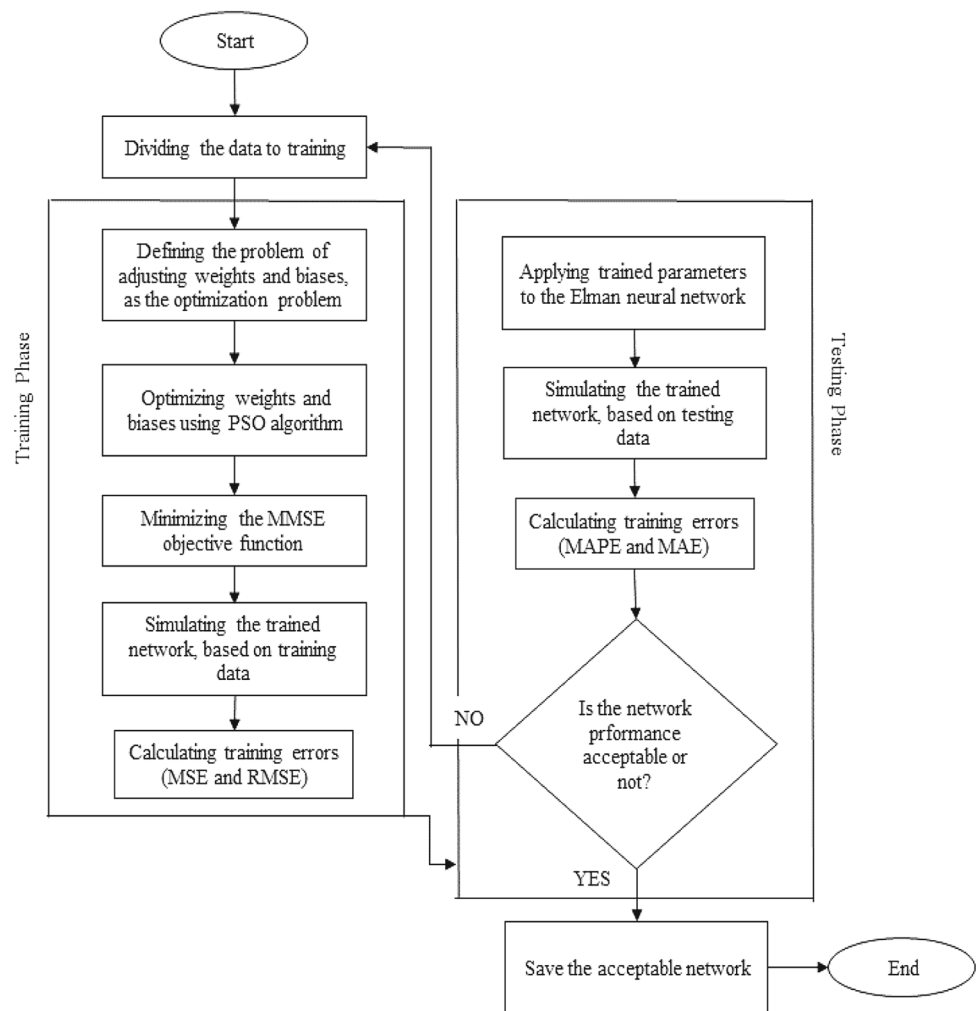 Start
Dividing the data to training
Training Phase
Defining the problem of
adjusting weights and biases,
as the optimization problem
Optimizing weights and
biases using PSO algorithm
Minimizing the MMSE
objective function
Simulating the trained
network, based on training
data
Calculating training errors
(MSE and RMSE)
Testing Phase
Applying trained parameters
to the Elman neural network
Simulating the trained
network, based on testing
data
Calculating training errors
(MAPE and MAE)
Is the network
prformance
acceptable or
not?
NO
YES
Save the acceptable network
End